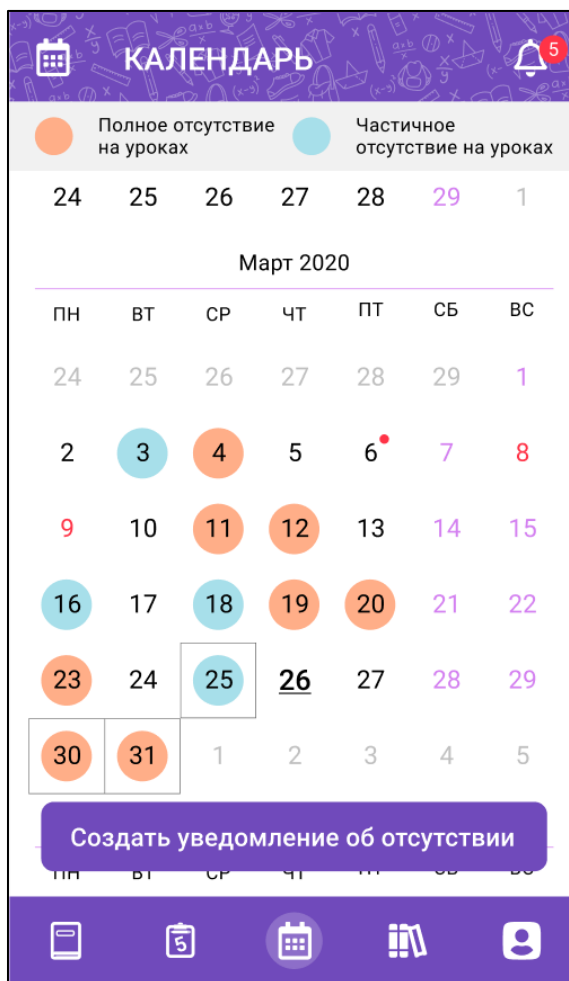 КАЛЕНДАРЬ
5
Полное отсутствие
на уроках
Частичное
отсутствие на уроках
24 25 26 27 28 29 1
Март 2020
ПН ВТ СР ЧТ ПТ СБ ВС
24 25 26 27 28 29 1
2 3 4 5 6 7 8
9 10 11 12 13 14 15
16 17 18 19 20 21 22
23 24 25 26 27 28 29
30 31 1 2 3 4 5
Создать уведомление об отсутствии
5